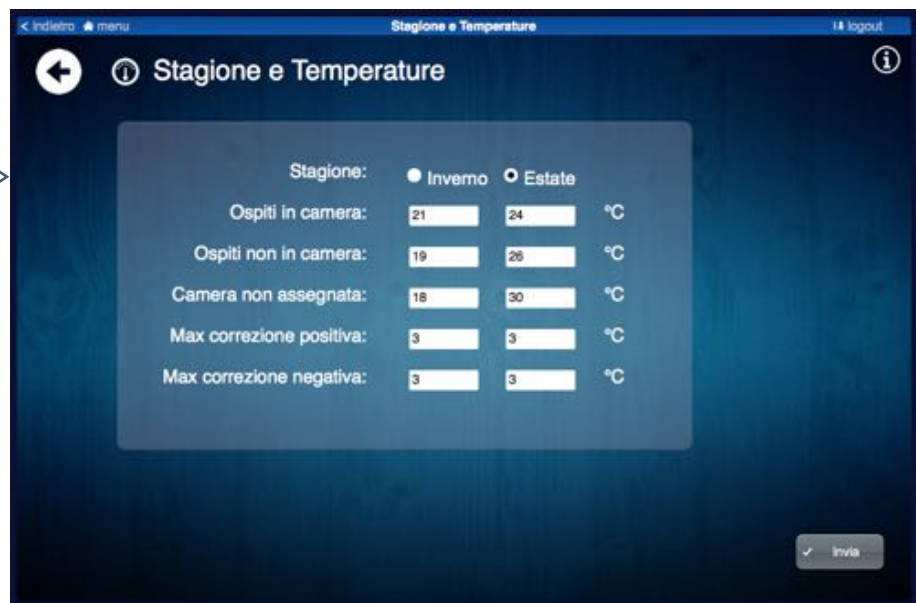 < Indietro menu Stagione e Temperature logout
Stagione e Temperature
Stagione: Inverno Estate
Ospiti in camera: 21 24 °C
Ospiti non in camera: 19 26 °C
Camera non assegnata: 18 30 °C
Max correzione positiva: 3 3 °C
Max correzione negativa: 3 3 °C
Invia